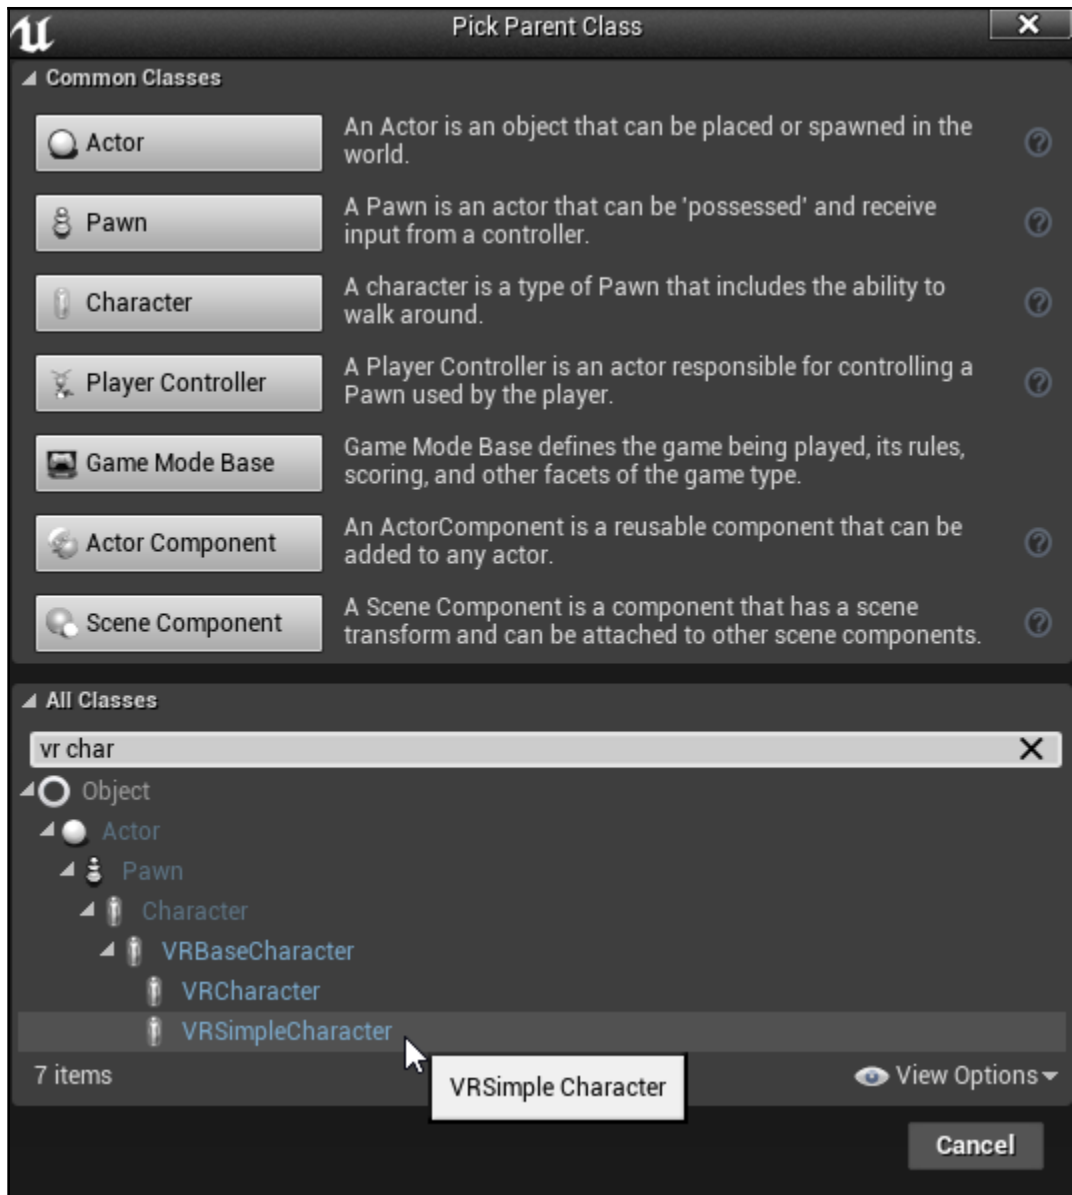 Pick Parent Class
Common Classes
Actor
An Actor is an object that can be placed or spawned in the
world.
Pawn
A Pawn is an actor that can be 'possessed' and receive
input from a controller.
Character
A character is a type of Pawn that includes the ability to
walk around.
Player Controller
A Player Controller is an actor responsible for controlling a
Pawn used by the player.
Game Mode Base
Game Mode Base defines the game being played, its rules,
scoring, and other facets of the game type.
Actor Component
An ActorComponent is a reusable component that can be
added to any actor.
Scene Component
A Scene Component is a component that has a scene
transform and can be attached to other scene components.
All Classes
vr char
Object
Actor
Pawn
Character
VRBaseCharacter
VRCharacter
VRSimpleCharacter
7 items
View Options
VRSimple Character
Cancel